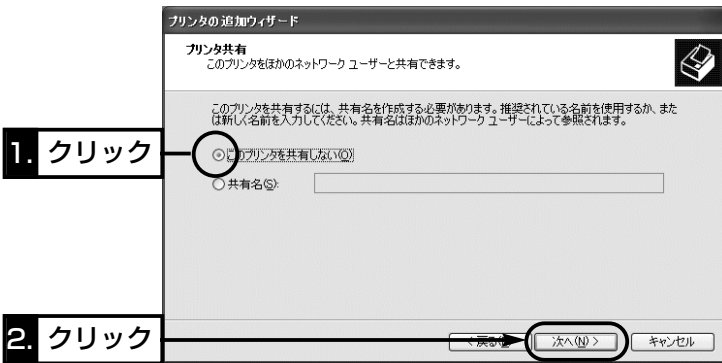 プリンタの追加ウィザード
プリンタ共有
このプリンタをほかのネットワーク ユーザーと共有できます。
このプリンタを共有するには、共有名を作成する必要があります。推奨されている名前を使用するか、また
は新しく名前を入力してください。共有名はほかのネットワーク ユーザーによって参照されます。
1. クリック
このプリンタを共有しない(O)
共有名(S):
2. クリック
< 戻る(B) 次へ(N) > キャンセル